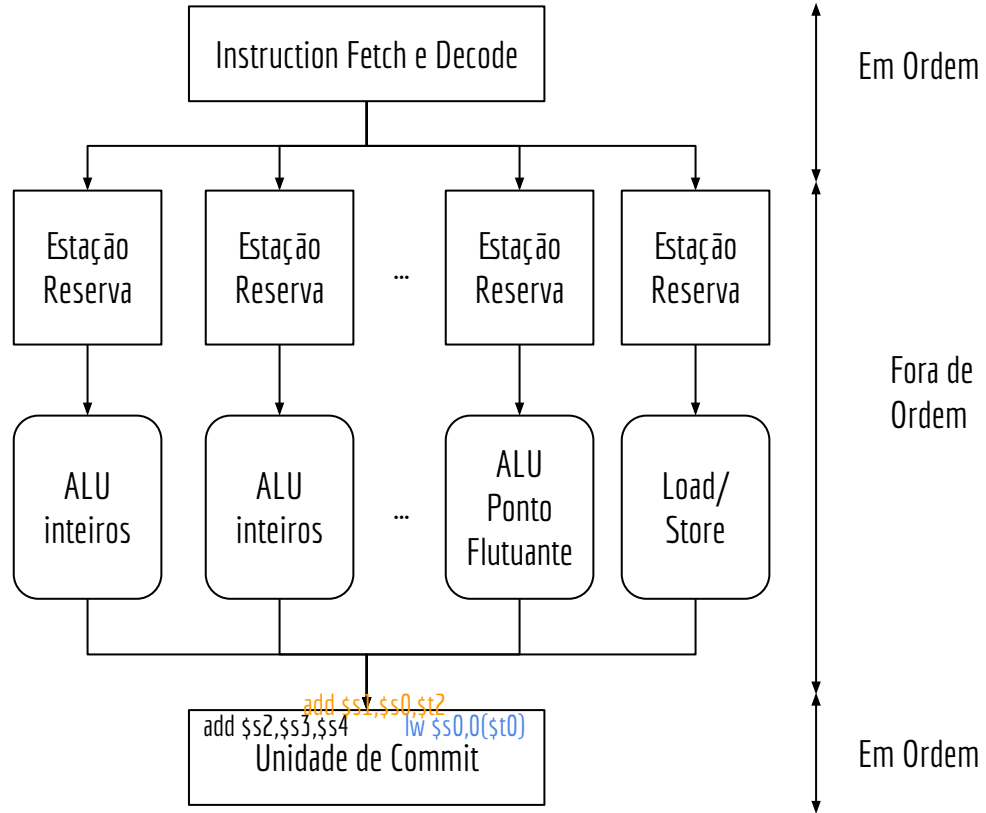 Instruction Fetch e Decode
Em Ordem
Estação
Reserva
Estação
Reserva
...
Estação
Reserva
Estação
Reserva
Fora de
Ordem
ALU
inteiros
ALU
inteiros
...
ALU
Ponto
Flutuante
Load/
Store
add $s1,$s0,$t2
add $s2,$s3,$s4
lw $s0,0($t0)
Unidade de Commit
Em Ordem